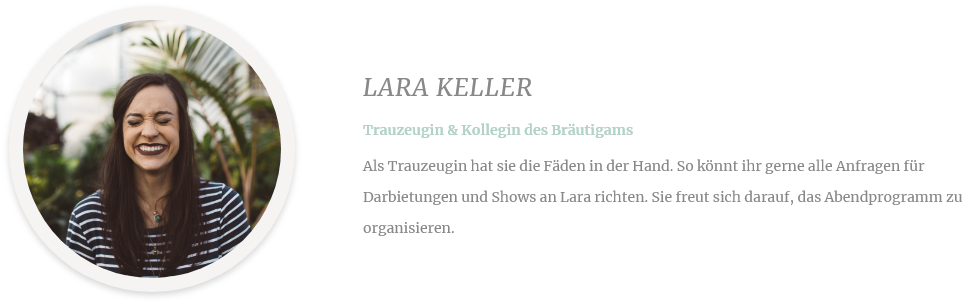 LARA KELLER
Trauzeugin & Kollegin des Bräutigams
Als Trauzeugin hat sie die Fäden in der Hand. So könnt ihr gerne alle Anfragen für
Darbietungen und Shows an Lara richten. Sie freut sich darauf, das Abendprogramm zu
organisieren.